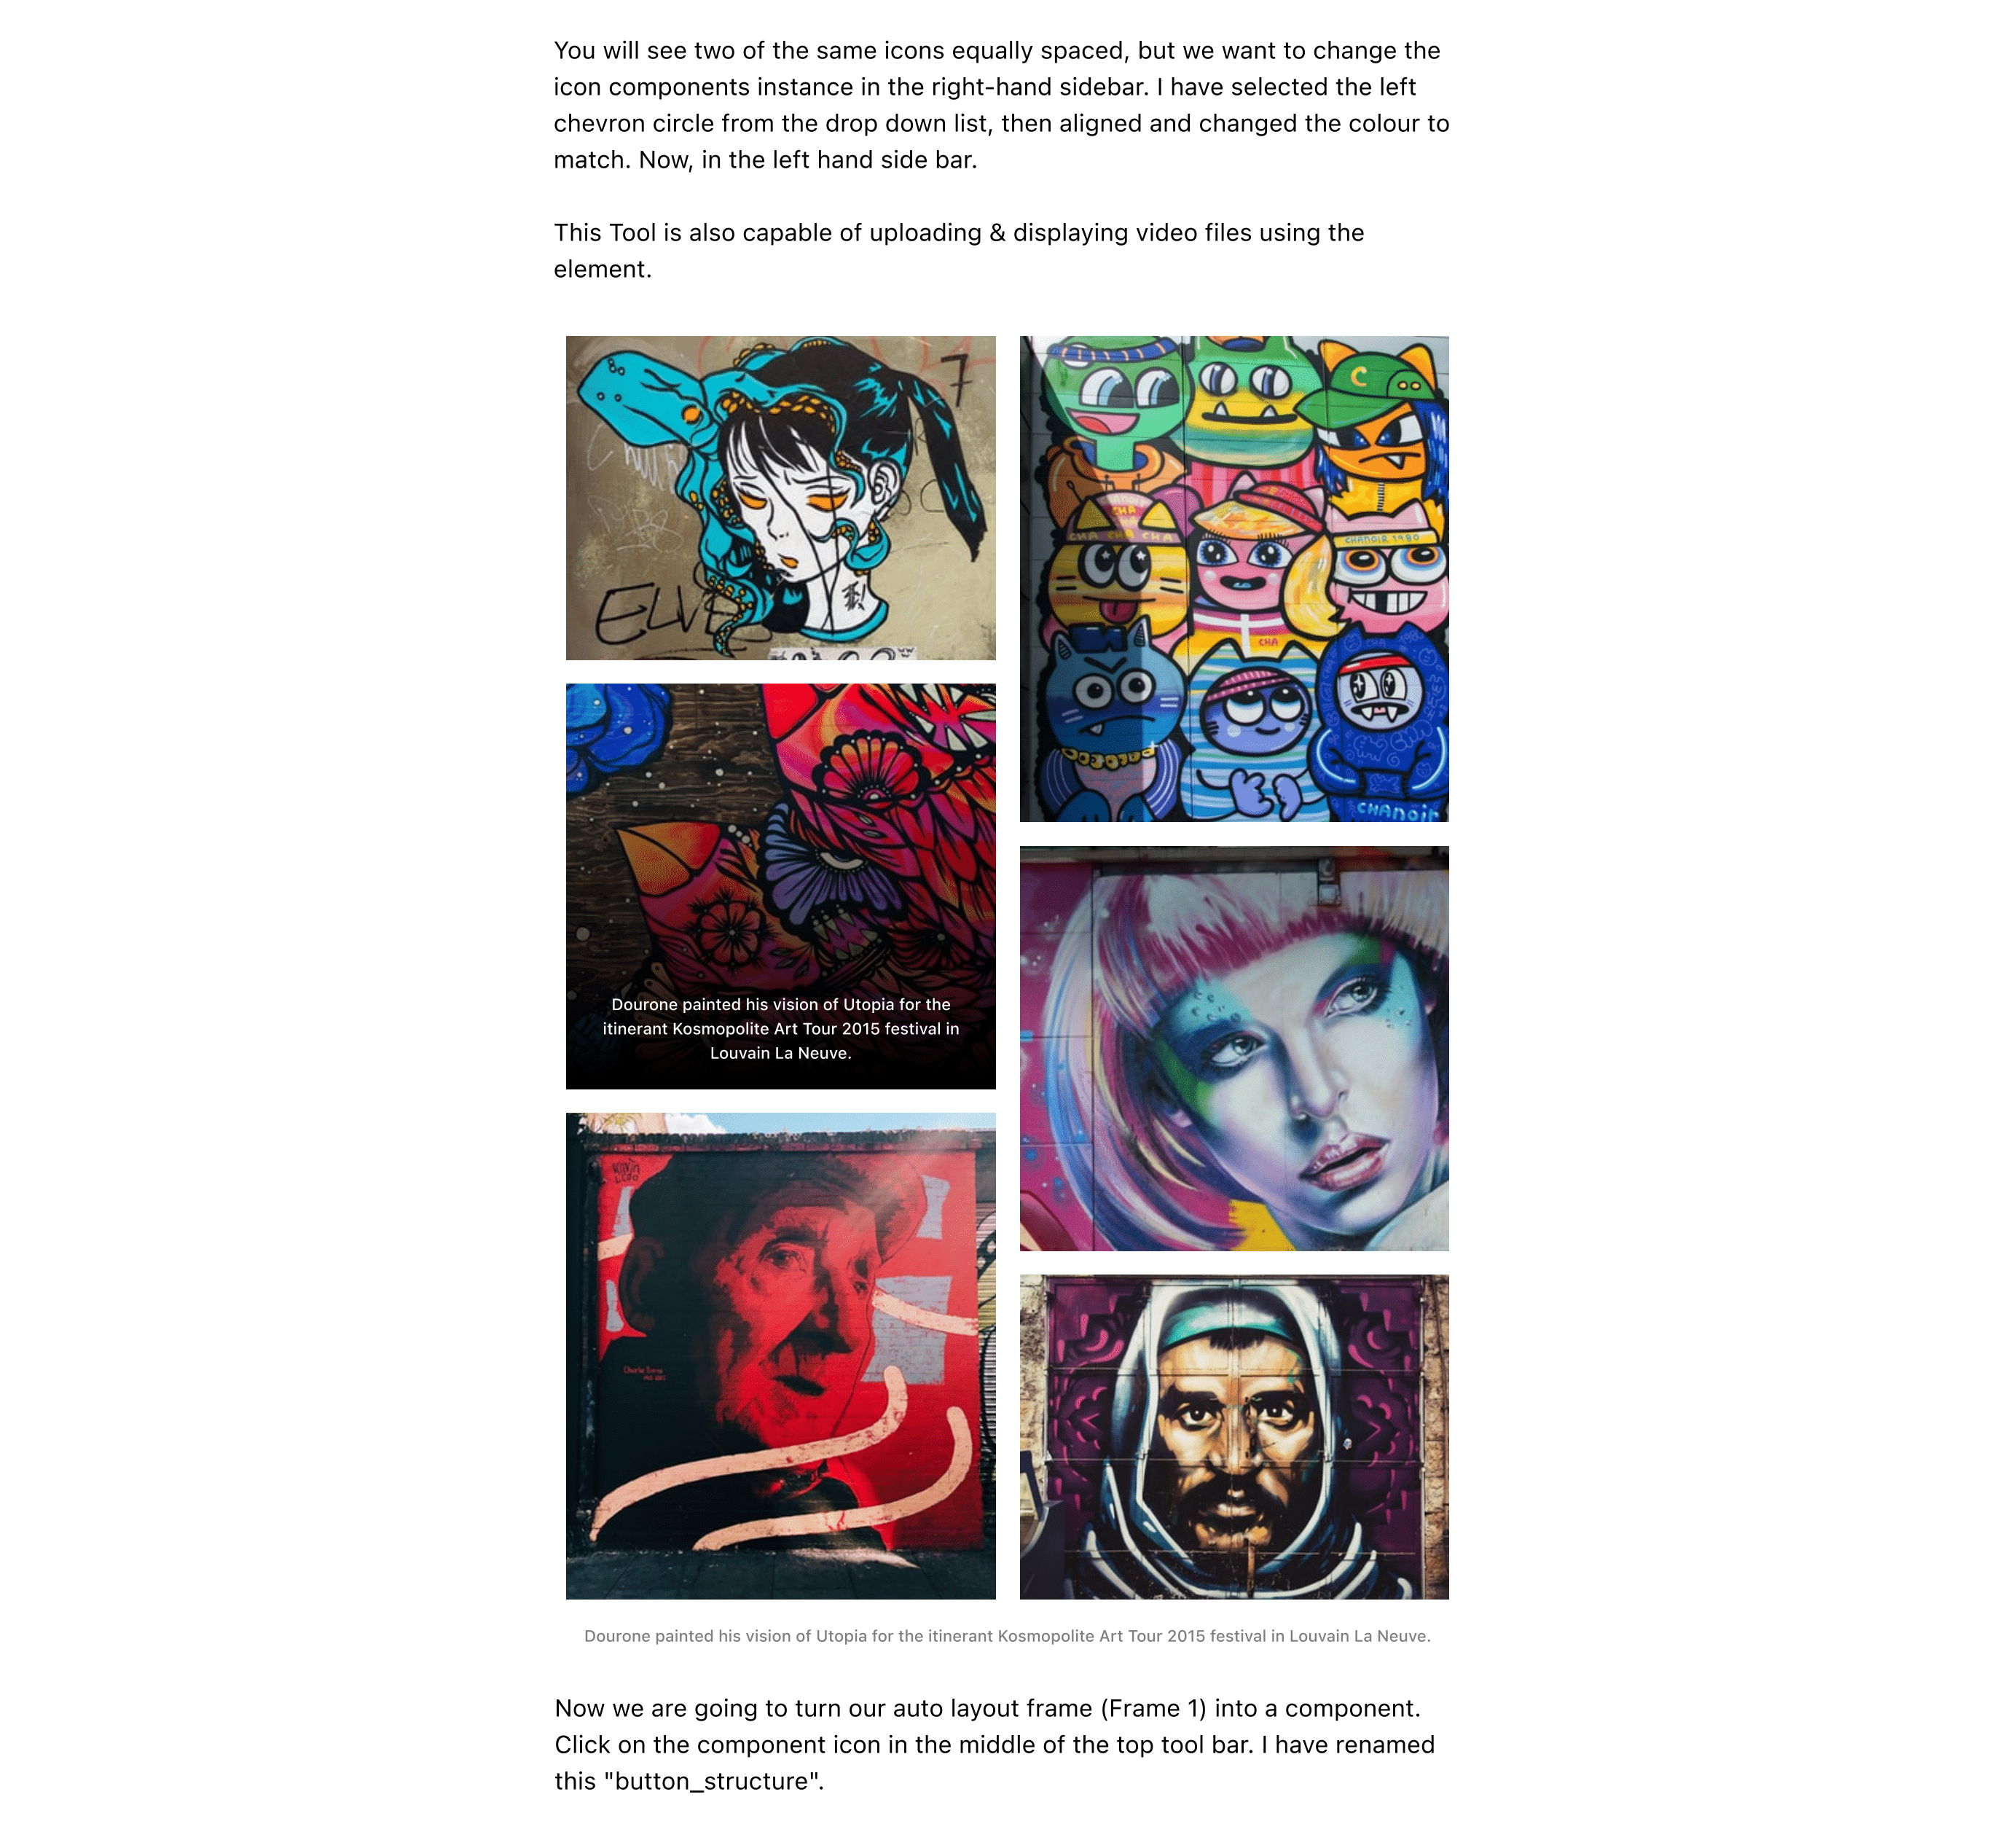 You will see two of the same icons equally spaced, but we want to change the
icon components instance in the right-hand sidebar. I have selected the left
chevron circle from the drop down list, then aligned and changed the colour to
match. Now, in the left hand side bar.
This Tool is also capable of uploading & displaying video files using the
element.
7
ELVE
C
CHANOIR
CHA
CHA CHA CHA
CHANOIR 1980
CHA
CHA
CHANOIR
Dourone painted his vision of Utopia for the
itinerant Kosmopolite Art Tour 2015 festival in
Louvain La Neuve.
Dourone painted his vision of Utopia for the itinerant Kosmopolite Art Tour 2015 festival in Louvain La Neuve.
Now we are going to turn our auto layout frame (Frame 1) into a component.
Click on the component icon in the middle of the top tool bar. I have renamed
this "button_structure".